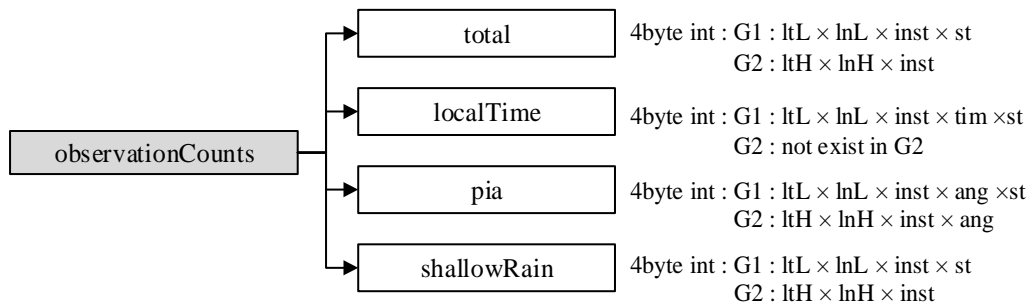 total
4byte int : G1 : ltL × lnL × inst × st
G2 : ltH × lnH × inst
localTime
4byte int : G1 : ltL × lnL × inst × tim ×st
G2 : not exist in G2
observationCounts
pia
4byte int : G1 : ltL × lnL × inst × ang ×st
G2 : ltH × lnH × inst × ang
shallowRain
4byte int : G1 : ltL × lnL × inst × st
G2 : ltH × lnH × inst